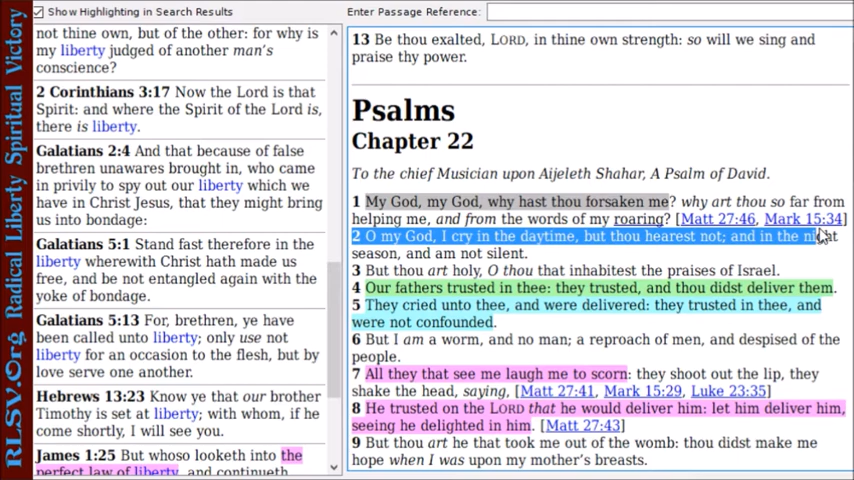 RLSV.Org Radical Liberty Spiritual Victory
Show Highlighting in Search Results
not thine own, but of the other: for why is
my liberty judged of another man's
conscience?
2 Corinthians 3:17 Now the Lord is that
Spirit: and where the Spirit of the Lord is,
there is liberty.
Galatians 2:4 And that because of false
brethren unawares brought in, who came
in privily to spy out our liberty which we
have in Christ Jesus, that they might bring
us into bondage:
Galatians 5:1 Stand fast therefore in the
liberty wherewith Christ hath made us
free, and be not entangled again with the
yoke of bondage.
Galatians 5:13 For, brethren, ye have
been called unto liberty; only use not
liberty for an occasion to the flesh, but by
love serve one another.
Hebrews 13:23 Know ye that our brother
Timothy is set at liberty; with whom, if he
come shortly, I will see you.
James 1:25 But whoso looketh into the
perfect law of liberty, and continueth
Enter Passage Reference:
13 Be thou exalted, LORD, in thine own strength: so will we sing and
praise thy power.
Psalms
Chapter 22
To the chief Musician upon Aijeleth Shahar, A Psalm of David.
1 My God, my God, why hast thou forsaken me? why art thou so far from
helping me, and from the words of my roaring? [Matt 27:46, Mark 15:34]
2 O my God, I cry in the daytime, but thou hearest not; and in the night
season, and am not silent.
3 But thou art holy, O thou that inhabitest the praises of Israel.
4 Our fathers trusted in thee: they trusted, and thou didst deliver them.
5 They cried unto thee, and were delivered: they trusted in thee, and
were not confounded.
6 But I am a worm, and no man; a reproach of men, and despised of the
people.
7 All they that see me laugh me to scorn: they shoot out the lip, they
shake the head, saying, [Matt 27:41, Mark 15:29, Luke 23:35]
8 He trusted on the LORD that he would deliver him: let him deliver him,
seeing he delighted in him. [Matt 27:43]
9 But thou art he that took me out of the womb: thou didst make me
hope when I was upon my mother's breasts.